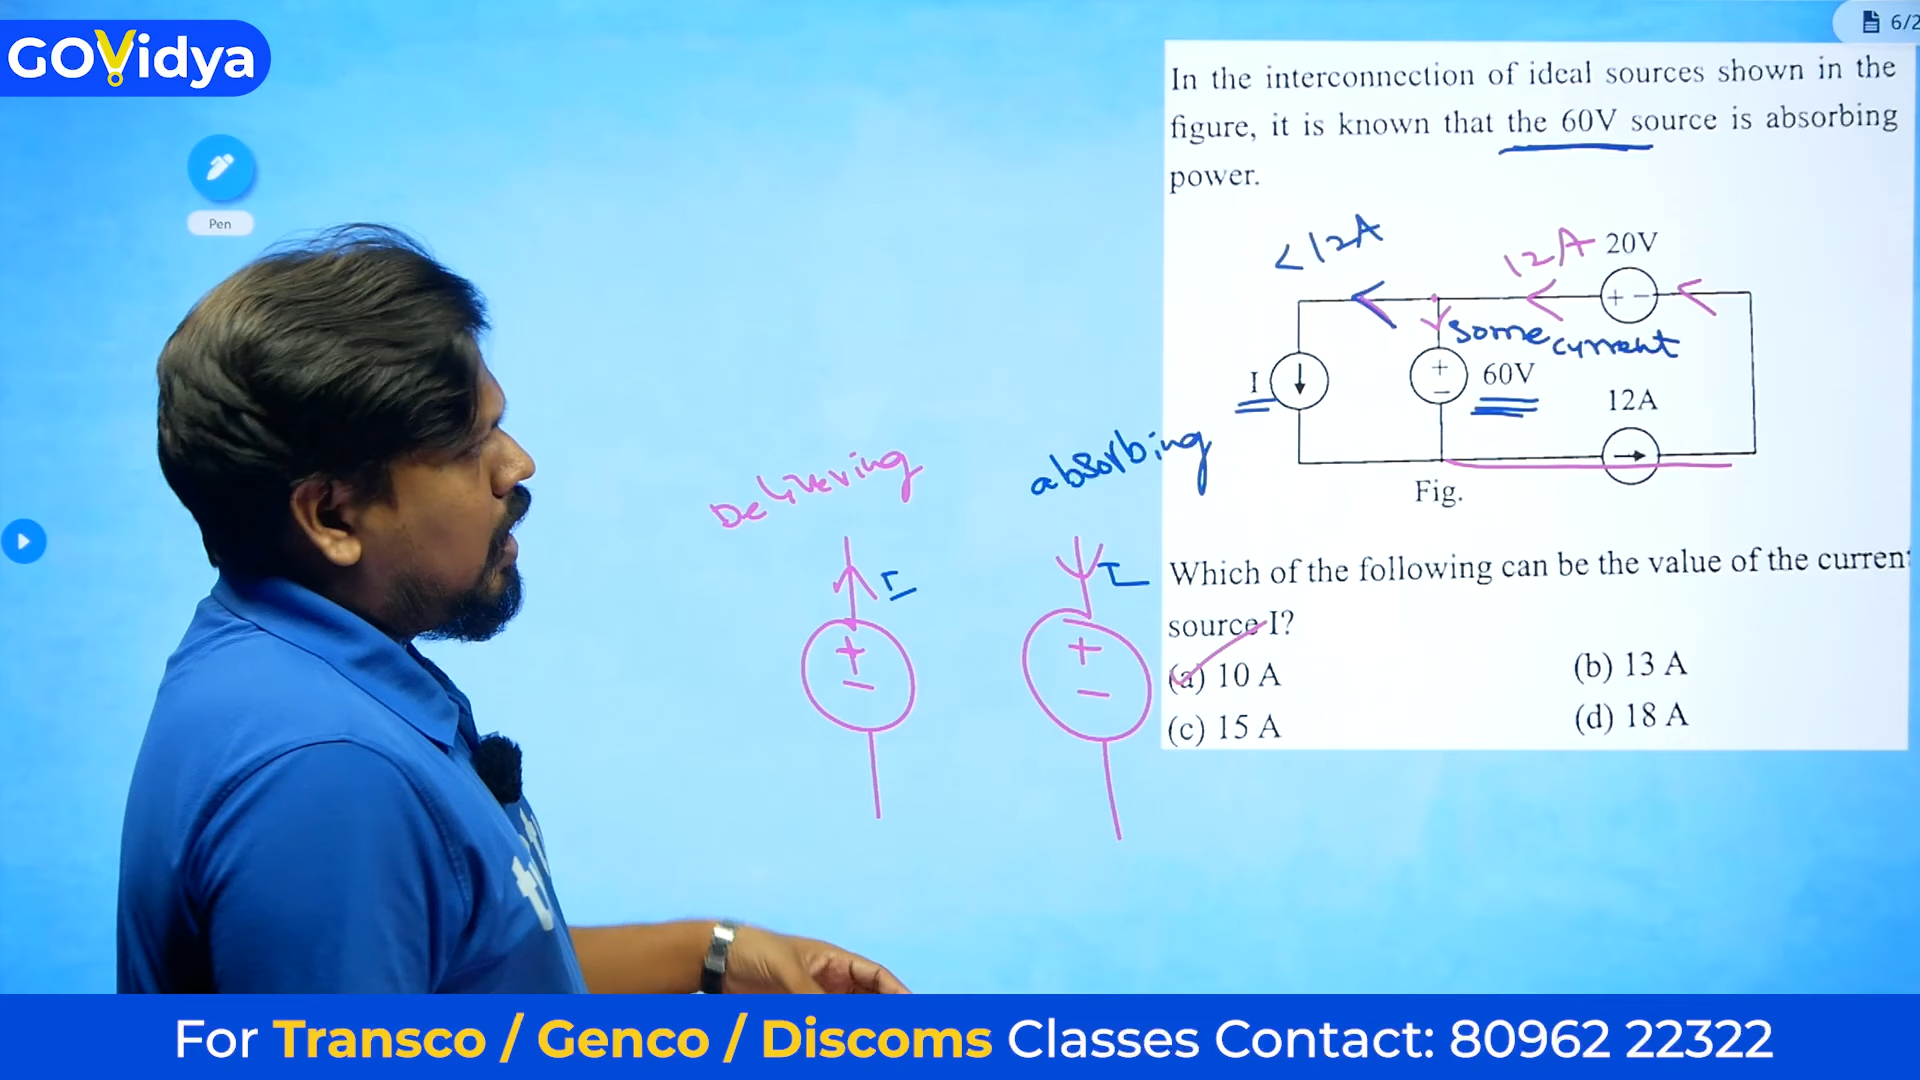 GOVidya
6/2
Pen
In the interconnection of ideal sources shown in the
figure, it is known that the 60V source is absorbing
power.
<12A
12A
20V
+ −
some current
I
+
−
60V
12A
Fig.
Delivering
absorbing
I
I
+
−
+
−
Which of the following can be the value of the curren
source I?
(a) 10 A
(b) 13 A
(c) 15 A
(d) 18 A
For Transco / Genco / Discoms Classes Contact: 80962 22322